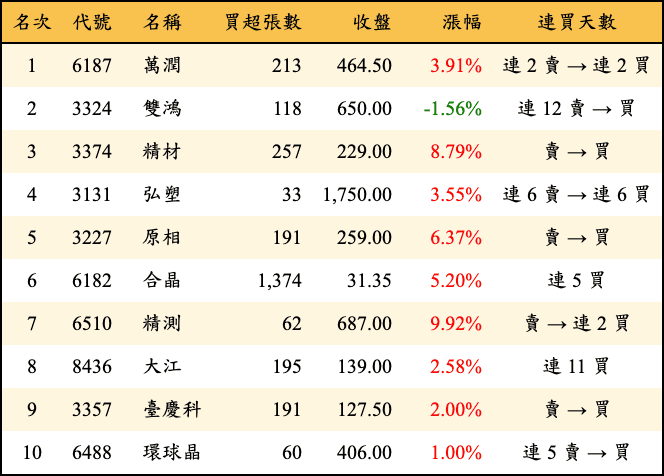 名次 代號 名稱 買超張數 收盤 漲幅 連買天數
1 6187 萬潤 213 464.50 3.91% 連 2 賣 → 連 2 買
2 3324 雙鴻 118 650.00 -1.56% 連 12 賣 → 買
3 3374 精材 257 229.00 8.79% 賣 → 買
4 3131 弘塑 33 1,750.00 3.55% 連 6 賣 → 連 6 買
5 3227 原相 191 259.00 6.37% 賣 → 買
6 6182 合晶 1,374 31.35 5.20% 連 5 買
7 6510 精測 62 687.00 9.92% 賣 → 連 2 買
8 8436 大江 195 139.00 2.58% 連 11 買
9 3357 臺慶科 191 127.50 2.00% 賣 → 買
10 6488 環球晶 60 406.00 1.00% 連 5 賣 → 買